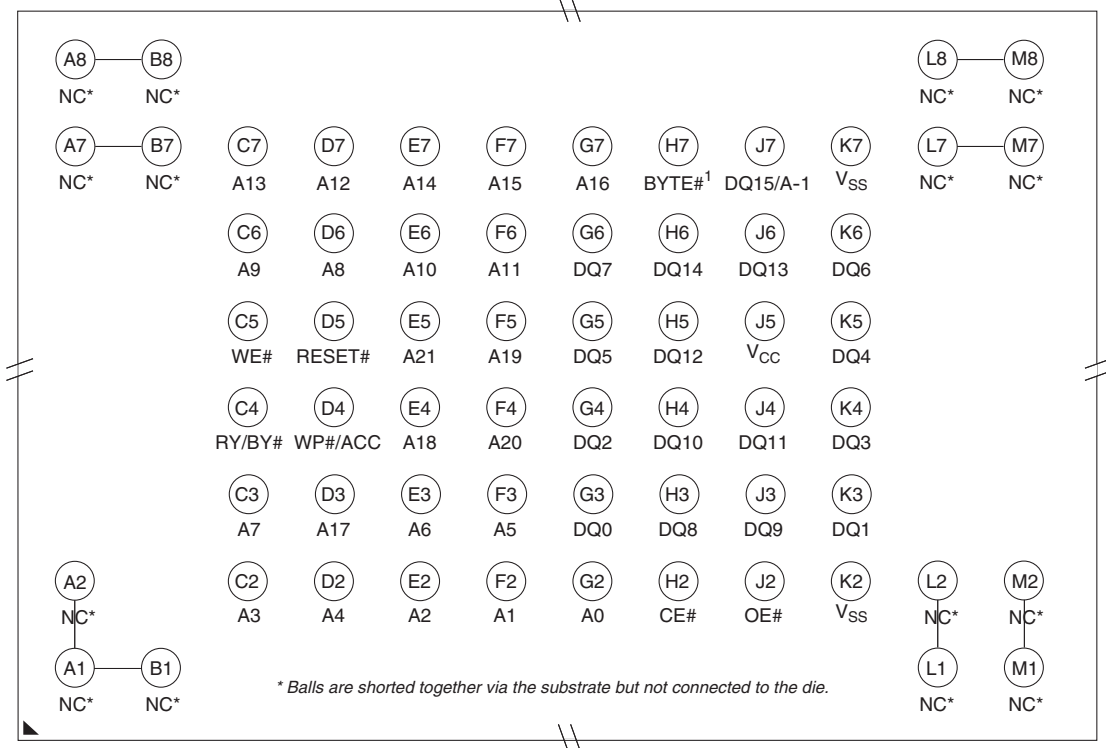 A8 B8 L8 M8
NC* NC* NC* NC*
A7 B7 C7 D7 E7 F7 G7 H7 J7 K7 L7 M7
NC* NC* A13 A12 A14 A15 A16 BYTE#1 DQ15/A-1 VSS NC* NC*
C6 D6 E6 F6 G6 H6 J6 K6
A9 A8 A10 A11 DQ7 DQ14 DQ13 DQ6
C5 D5 E5 F5 G5 H5 J5 K5
WE# RESET# A21 A19 DQ5 DQ12 VCC DQ4
C4 D4 E4 F4 G4 H4 J4 K4
RY/BY# WP#/ACC A18 A20 DQ2 DQ10 DQ11 DQ3
C3 D3 E3 F3 G3 H3 J3 K3
A7 A17 A6 A5 DQ0 DQ8 DQ9 DQ1
A2 C2 D2 E2 F2 G2 H2 J2 K2 L2 M2
NC* A3 A4 A2 A1 A0 CE# OE# VSS NC* NC*
A1 B1 L1 M1
* Balls are shorted together via the substrate but not connected to the die.
NC* NC* NC* NC*